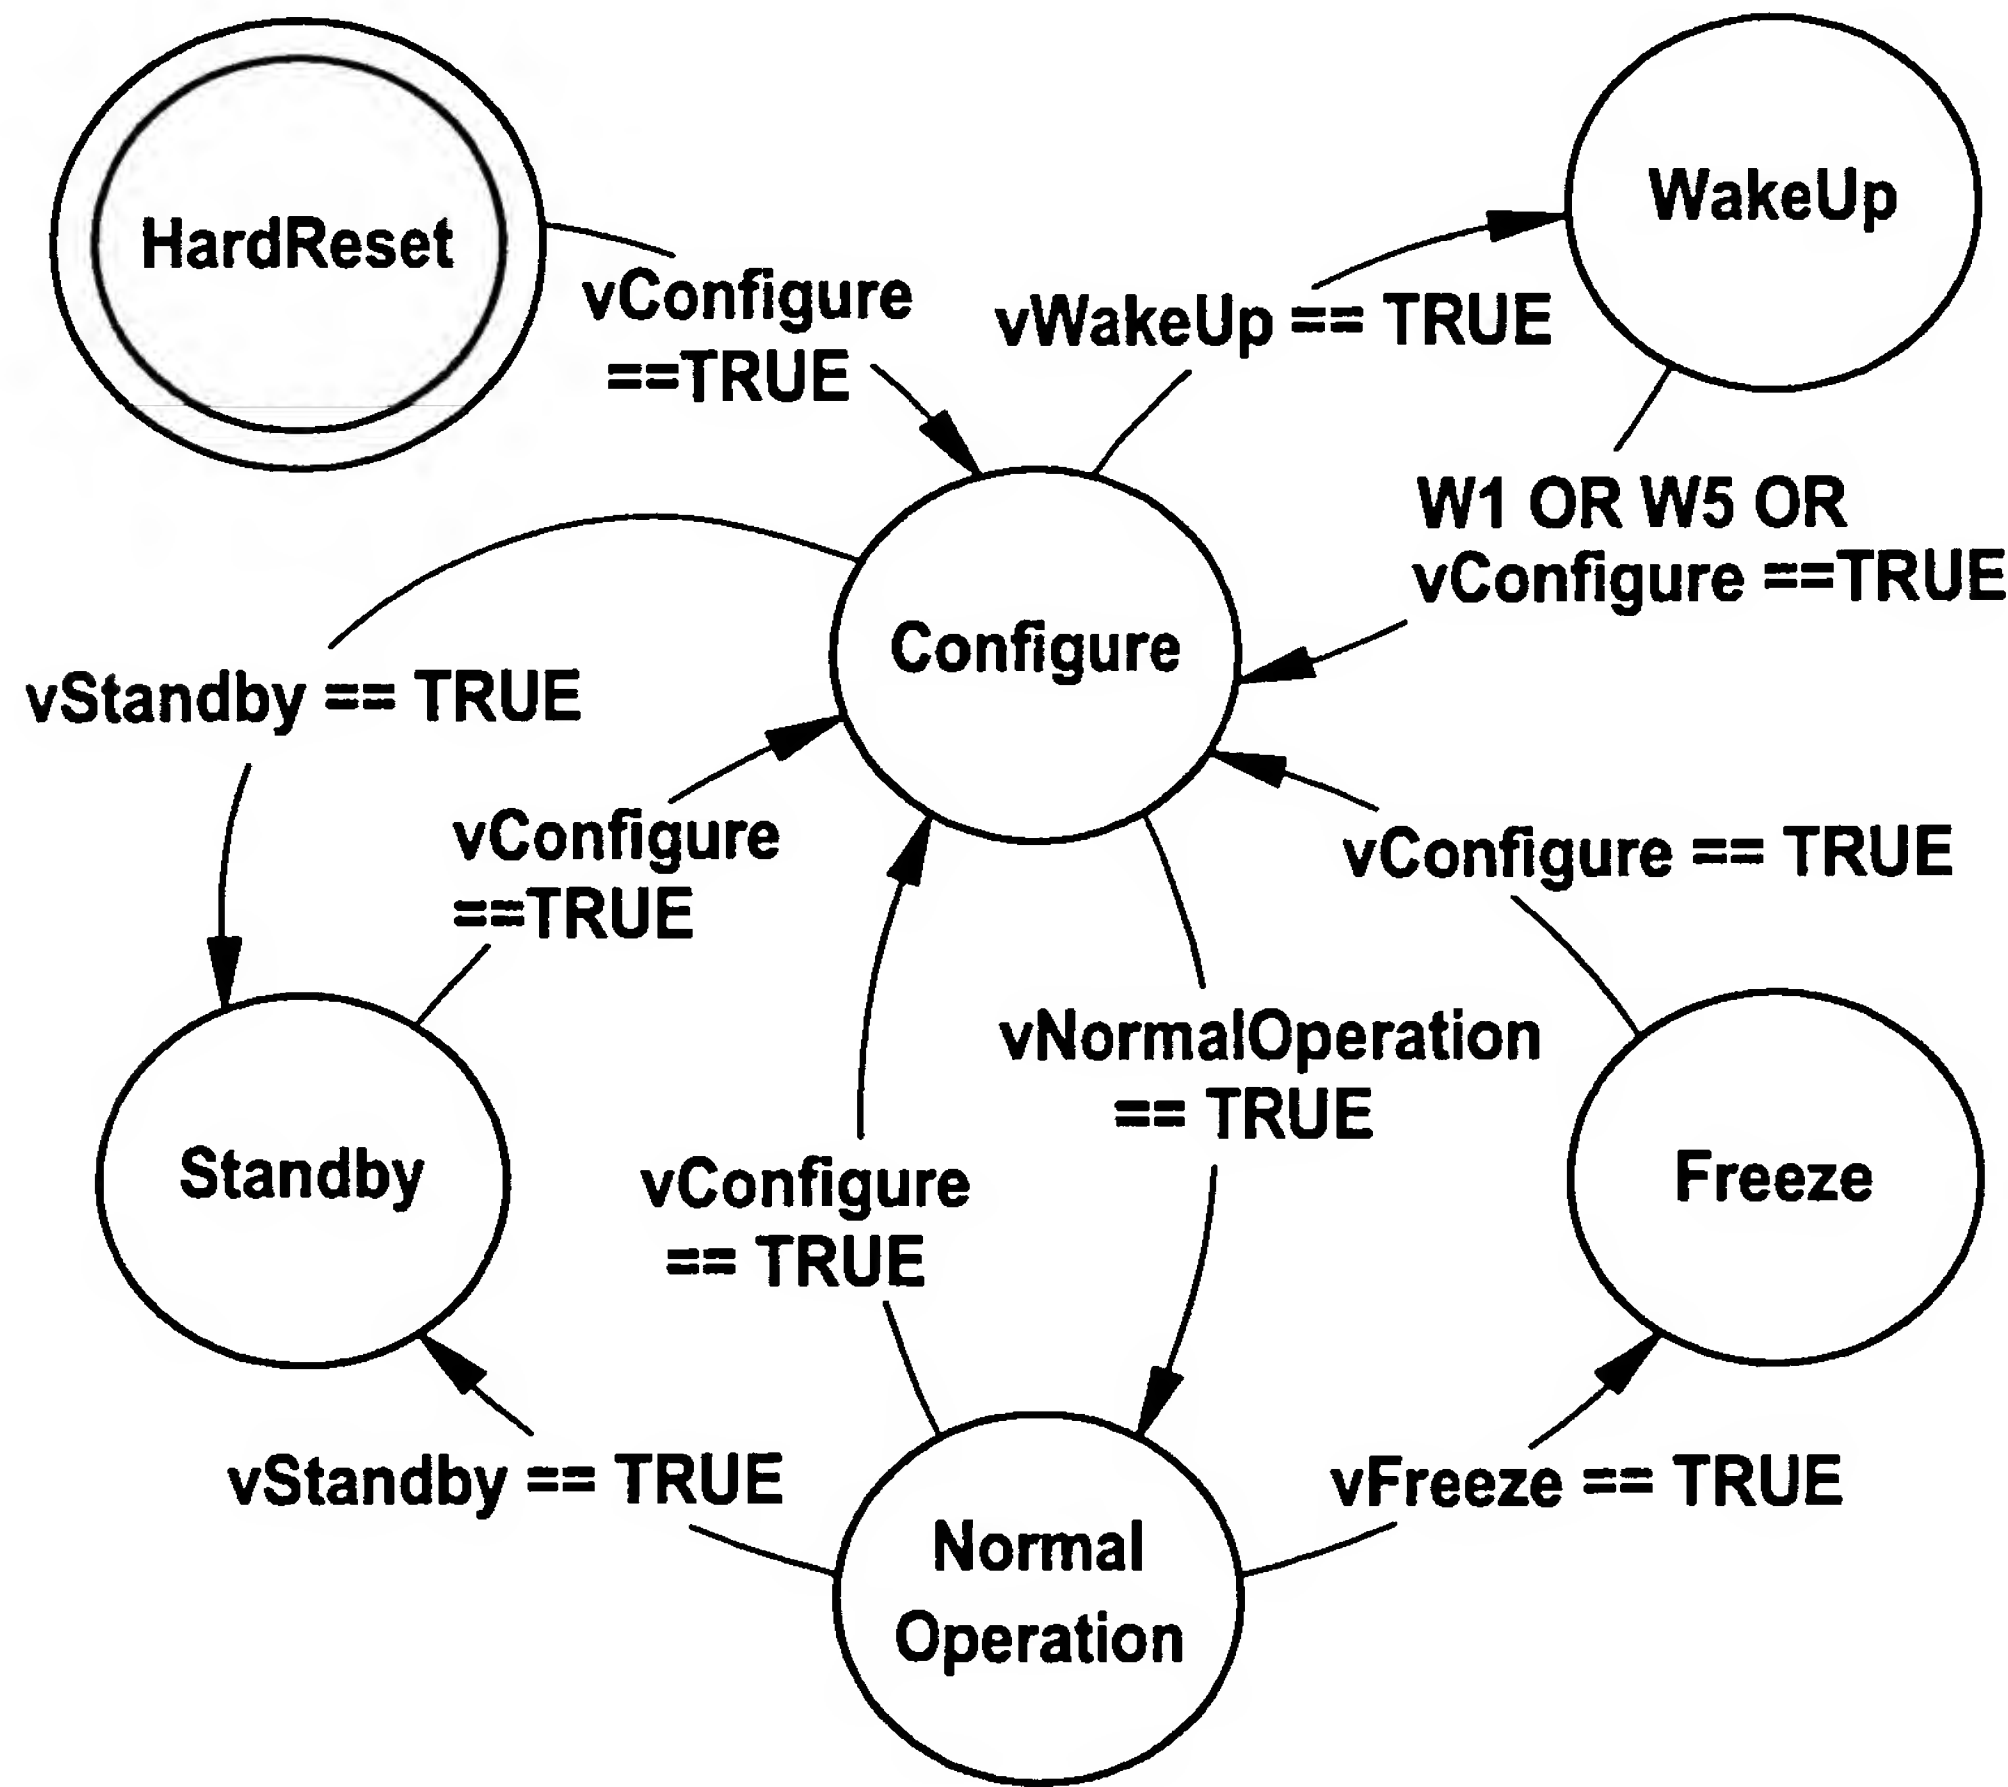 HardReset
WakeUp
vConfigure
==TRUE
vWakeUp == TRUE
W1 OR W5 OR
vConfigure ==TRUE
Configure
vStandby == TRUE
vConfigure
==TRUE
vConfigure == TRUE
vNormalOperation
== TRUE
Standby
vConfigure
== TRUE
Freeze
vStandby == TRUE
vFreeze == TRUE
Normal
Operation